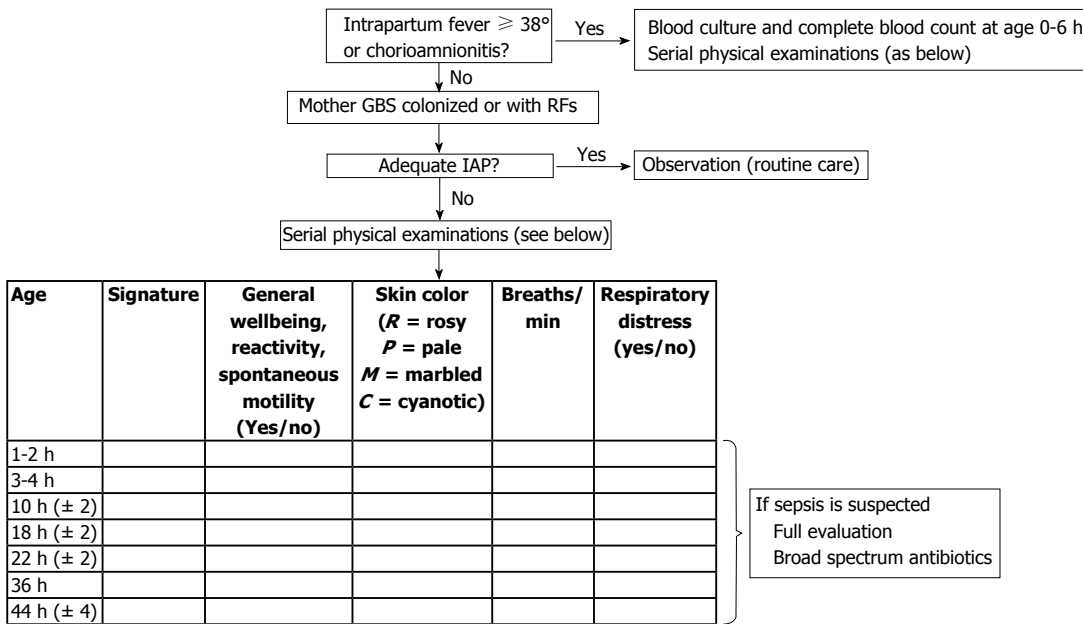 Intrapartum fever ≥ 38°
or chorioamnionitis?
Yes
Blood culture and complete blood count at age 0-6 h
Serial physical examinations (as below)
No
Mother GBS colonized or with RFs
Adequate IAP?
Yes
Observation (routine care)
No
Serial physical examinations (see below)
Age
Signature
General
wellbeing,
reactivity,
spontaneous
motility
(Yes/no)
Skin color
(R = rosy
P = pale
M = marbled
C = cyanotic)
Breaths/
min
Respiratory
distress
(yes/no)
1-2 h
3-4 h
10 h (± 2)
18 h (± 2)
22 h (± 2)
36 h
44 h (± 4)
If sepsis is suspected
Full evaluation
Broad spectrum antibiotics